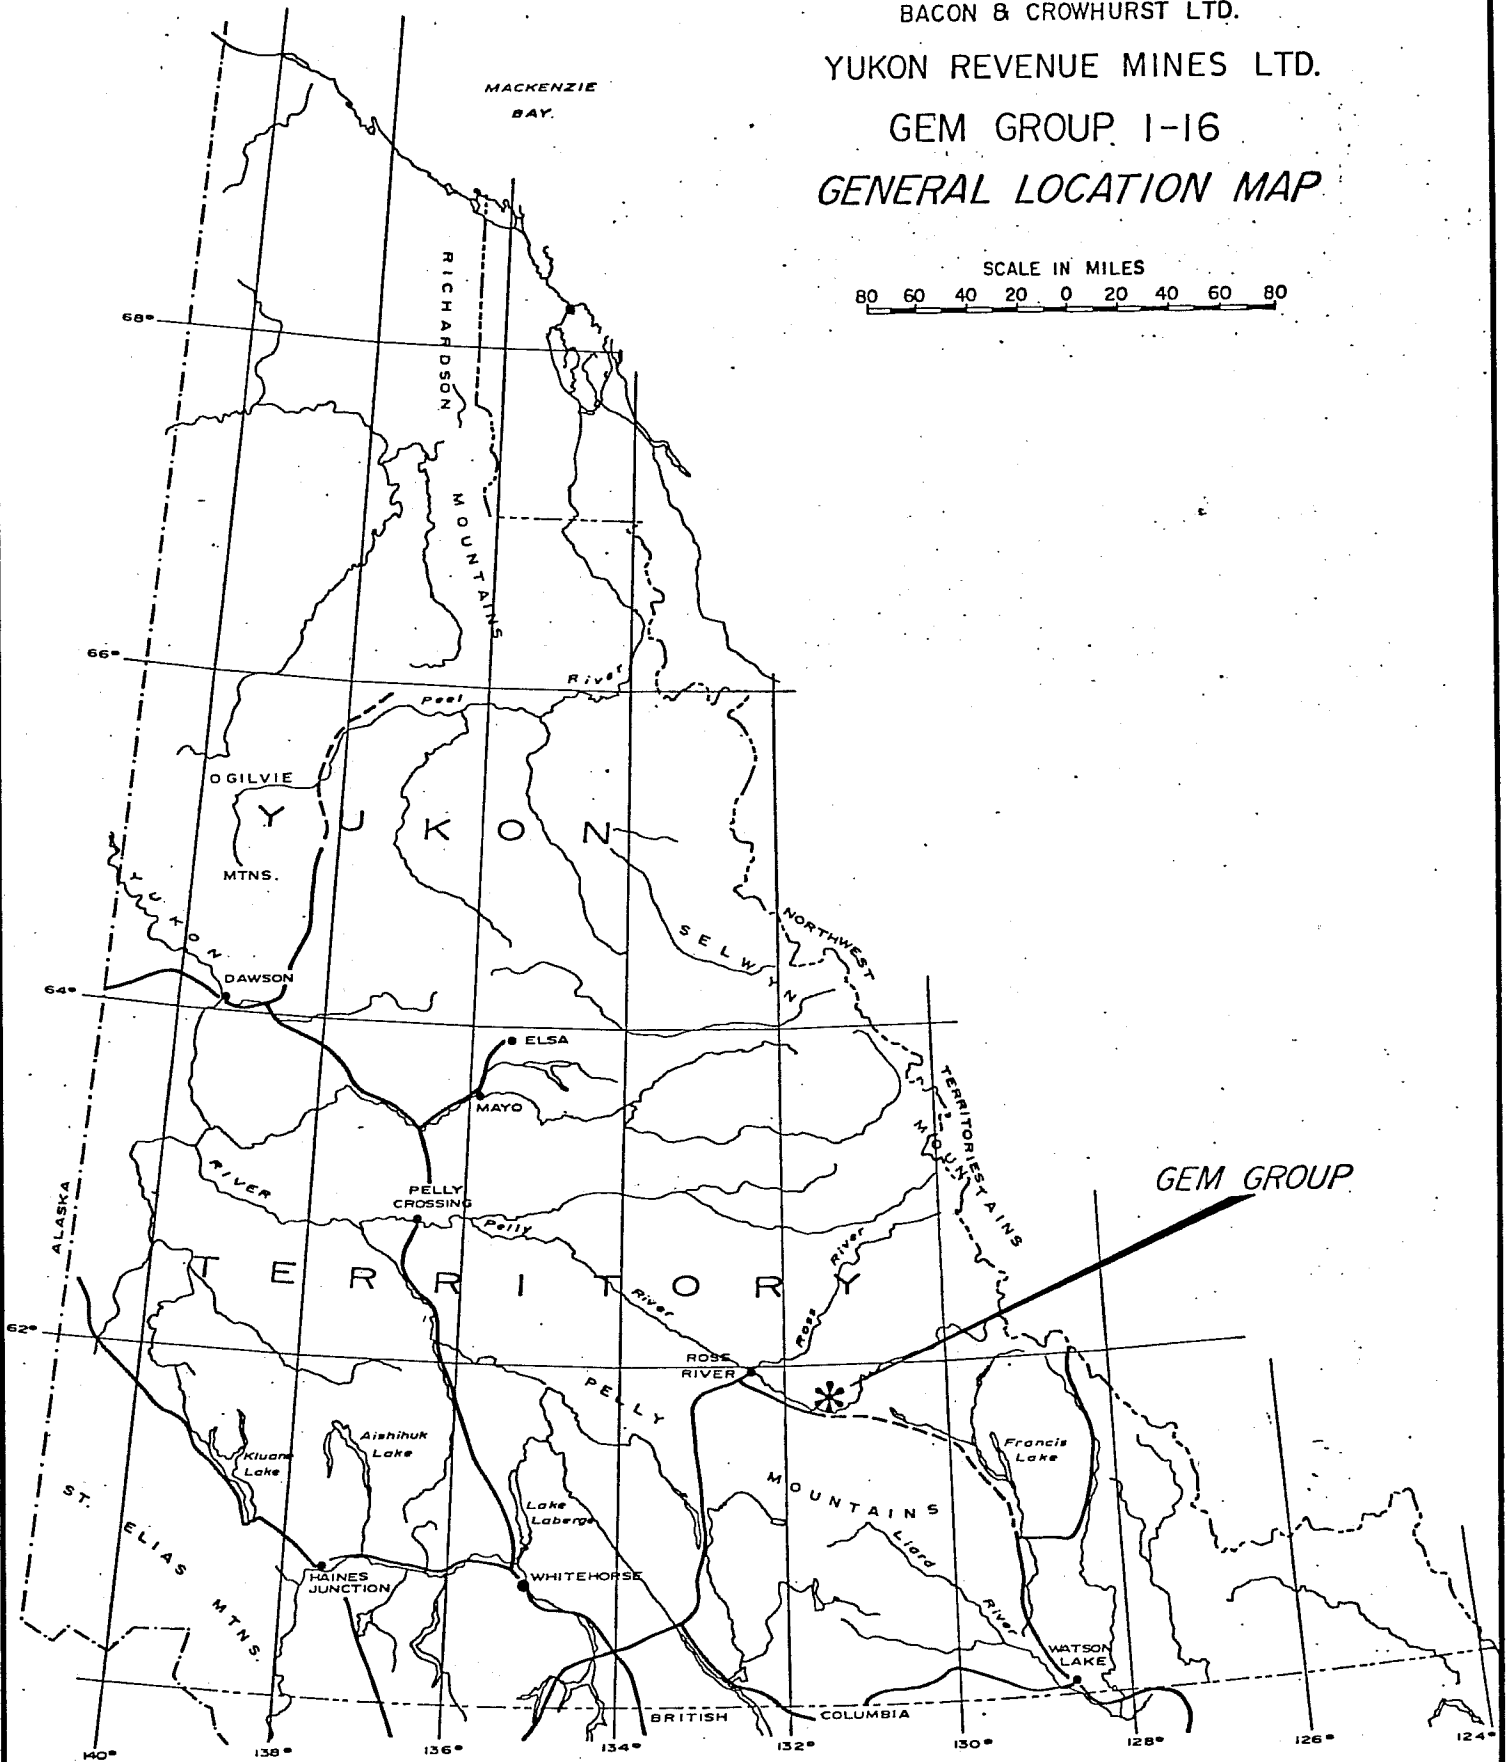 BACON & CROWHURST LTD.
YUKON REVENUE MINES LTD.
GEM GROUP. 1-16
GENERAL LOCATION MAP
SCALE IN MILES
80 60 40 20 0 20 40 60 80
MACKENZIE
BAY.
RICHARDSON
MOUNTAINS
68°
66°
Peel River
OGILVIE
MTNS.
YUKON
YUKON
SELWYN
NORTHWEST
DAWSON
64°
ELSA
MAYO
TERRITORIES
MOUNTAINS
RIVER
PELLY
CROSSING
Pelly
River
GEM GROUP
ALASKA
TERRITORY
Ross River
62°
ROSE
RIVER
PELLY
MOUNTAINS
Aishihuk
Lake
Kluane
Lake
Francis
Lake
Lake
Laberge
ST. ELIAS MTNS.
Liard
River
HAINES
JUNCTION
WHITEHORSE
WATSON
LAKE
BRITISH COLUMBIA
140° 138° 136° 134° 132° 130° 128° 126° 124°